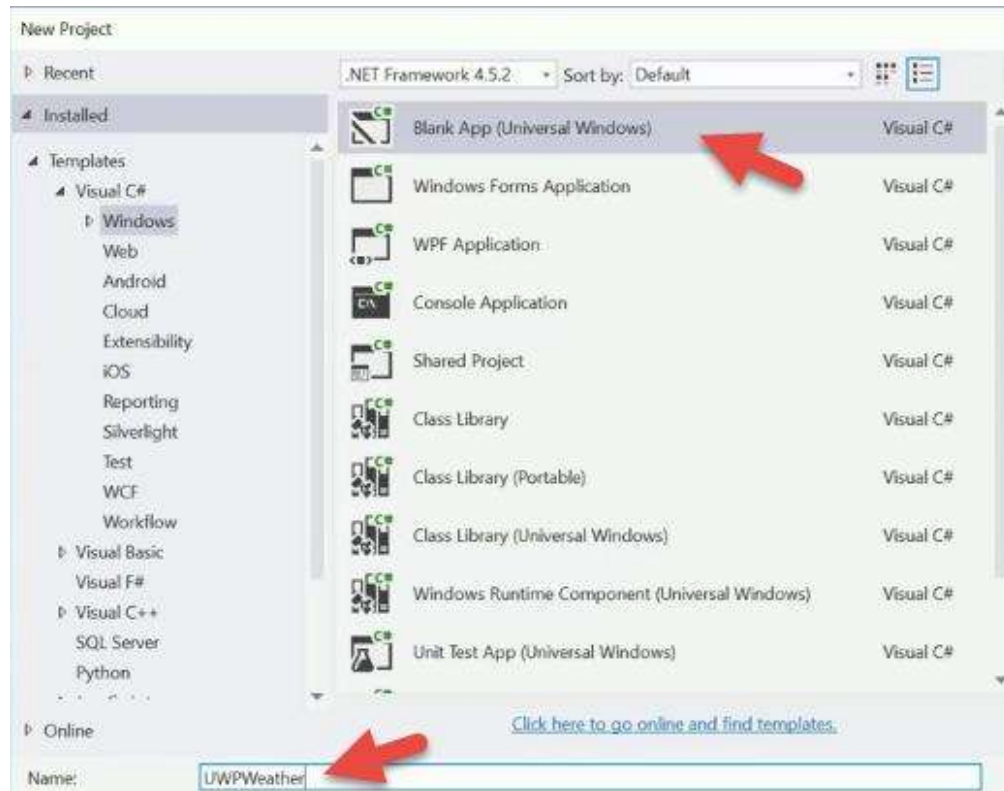 New Project
Recent
.NET Framework 4.5.2 Sort by: Default
Installed
Templates
Visual C#
Windows
Web
Android
Cloud
Extensibility
iOS
Reporting
Silverlight
Test
WCF
Workflow
Visual Basic
Visual F#
Visual C++
SQL Server
Python
Online
Blank App (Universal Windows) Visual C#
Windows Forms Application Visual C#
WPF Application Visual C#
Console Application Visual C#
Shared Project Visual C#
Class Library Visual C#
Class Library (Portable) Visual C#
Class Library (Universal Windows) Visual C#
Windows Runtime Component (Universal Windows) Visual C#
Unit Test App (Universal Windows) Visual C#
Click here to go online and find templates.
Name: UWPWeather